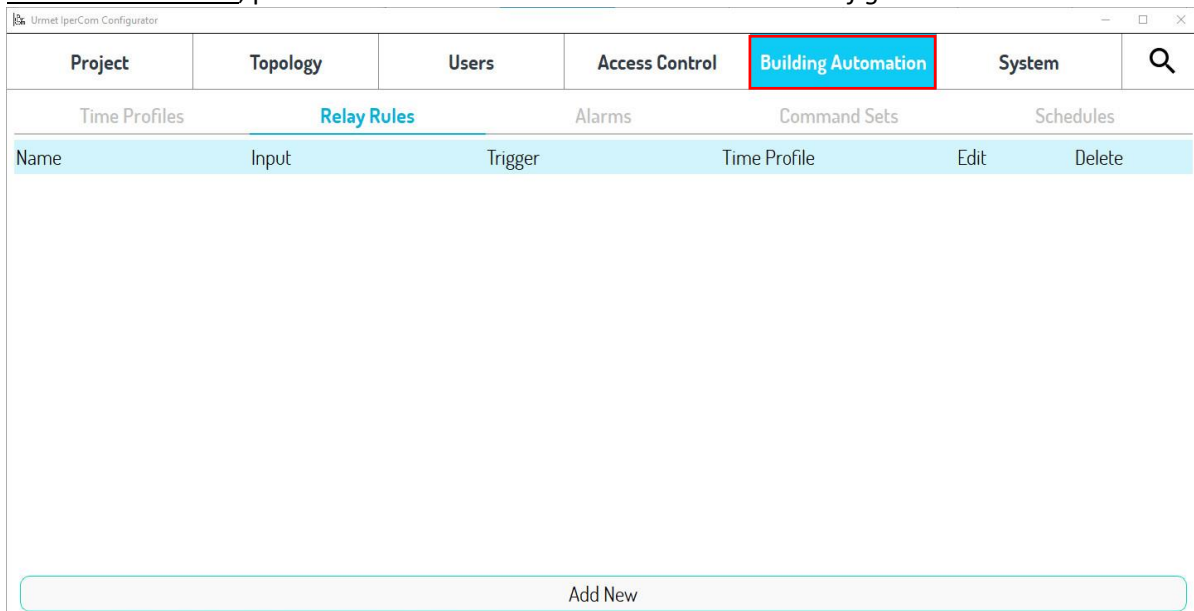 Urmet IperCom Configurator
Project Topology Users Access Control Building Automation System
Time Profiles Relay Rules Alarms Command Sets Schedules
Name Input Trigger Time Profile Edit Delete
Add New